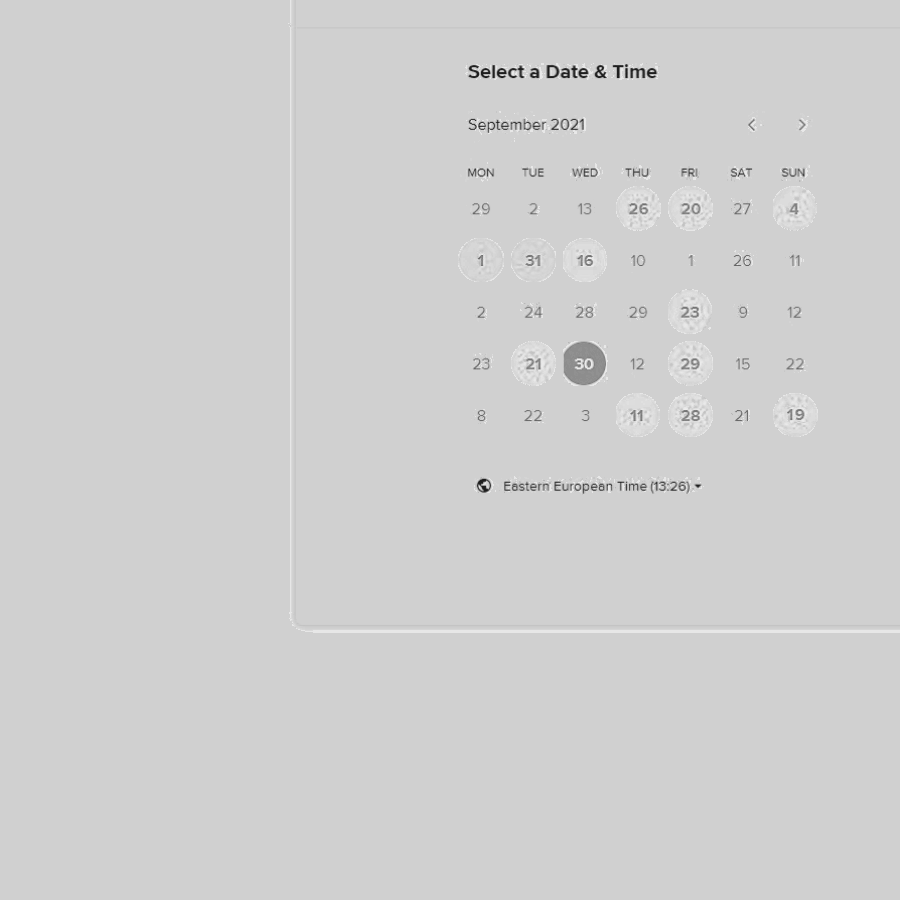 Select a Date & Time
September 2021
MON TUE WED THU FRI SAT SUN
29 2 13 26 20 27 4
1 31 16 10 1 26 11
2 24 28 29 23 9 12
23 21 30 12 29 15 22
8 22 3 11 28 21 19
Eastern European Time (13:26)